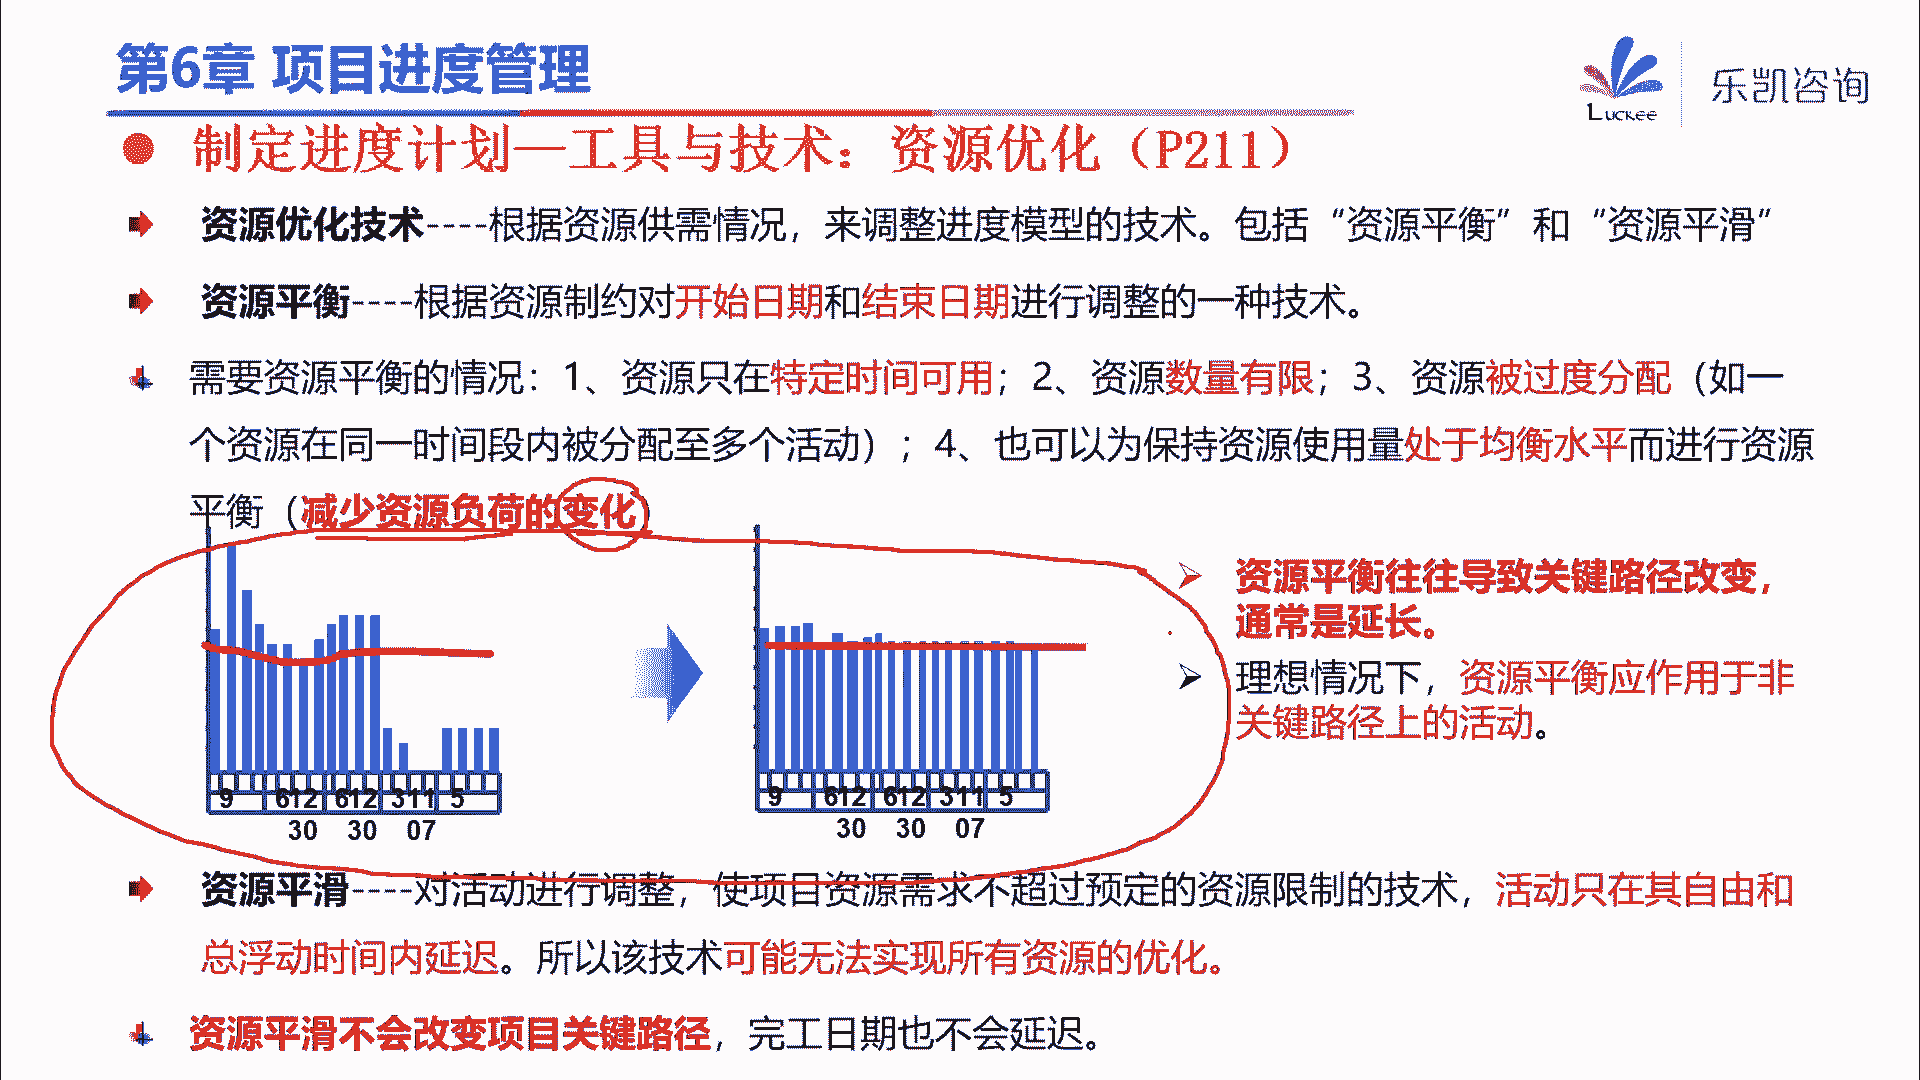 第6章 项目进度管理
Luckee
乐凯咨询
制定进度计划—工具与技术：资源优化（P211）
资源优化技术----根据资源供需情况，来调整进度模型的技术。包括“资源平衡”和“资源平滑”
资源平衡----根据资源制约对开始日期和结束日期进行调整的一种技术。
需要资源平衡的情况：1、资源只在特定时间可用；2、资源数量有限；3、资源被过度分配（如一
个资源在同一时间段内被分配至多个活动）；4、也可以为保持资源使用量处于均衡水平而进行资源
平衡（减少资源负荷的变化）
9 612 612 311 5
30 30 07
9 612 612 311 5
30 30 07
资源平衡往往导致关键路径改变，
通常是延长。
理想情况下，资源平衡应作用于非
关键路径上的活动。
资源平滑----对活动进行调整，使项目资源需求不超过预定的资源限制的技术，活动只在其自由和
总浮动时间内延迟。所以该技术可能无法实现所有资源的优化。
资源平滑不会改变项目关键路径，完工日期也不会延迟。